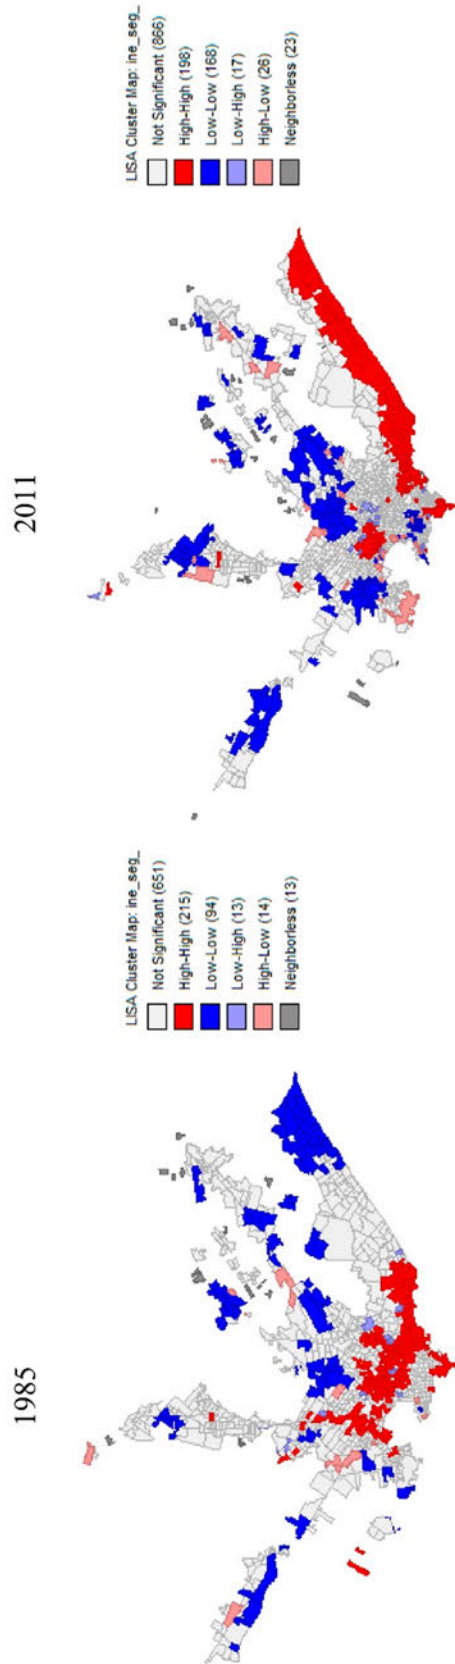 1985
LISA Cluster Map: ine_seg_
Not Significant (651)
High-High (215)
Low-Low (94)
Low-High (13)
High-Low (14)
Neighborless (13)
2011
LISA Cluster Map: ine_seg_
Not Significant (866)
High-High (198)
Low-Low (168)
Low-High (17)
High-Low (26)
Neighborless (23)